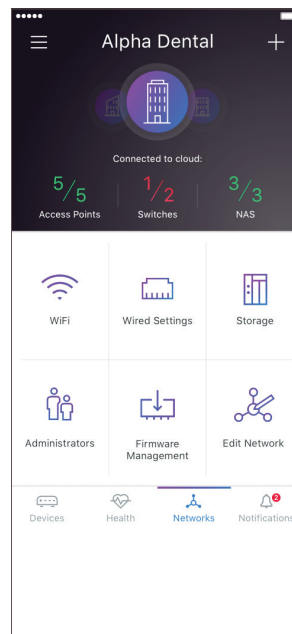 Alpha Dental
Connected to cloud:
5/5 1/2 3/3
Access Points Switches NAS
WiFi Wired Settings Storage
Administrators Firmware Management Edit Network
Devices Health Networks Notifications
2